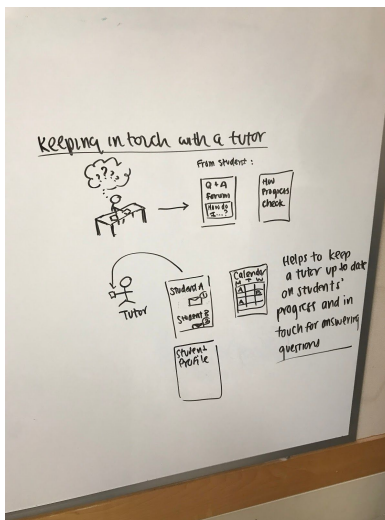 Keeping in touch with a tutor
? ? ?
From Student:
Q + A
Forum
How do
I ...?
HW
Progress
Check
Tutor
Student A
Student B
Calendar
M T W
Student
Profile
Helps to keep
a tutor up to date
on students'
progress and in
touch for answering
questions